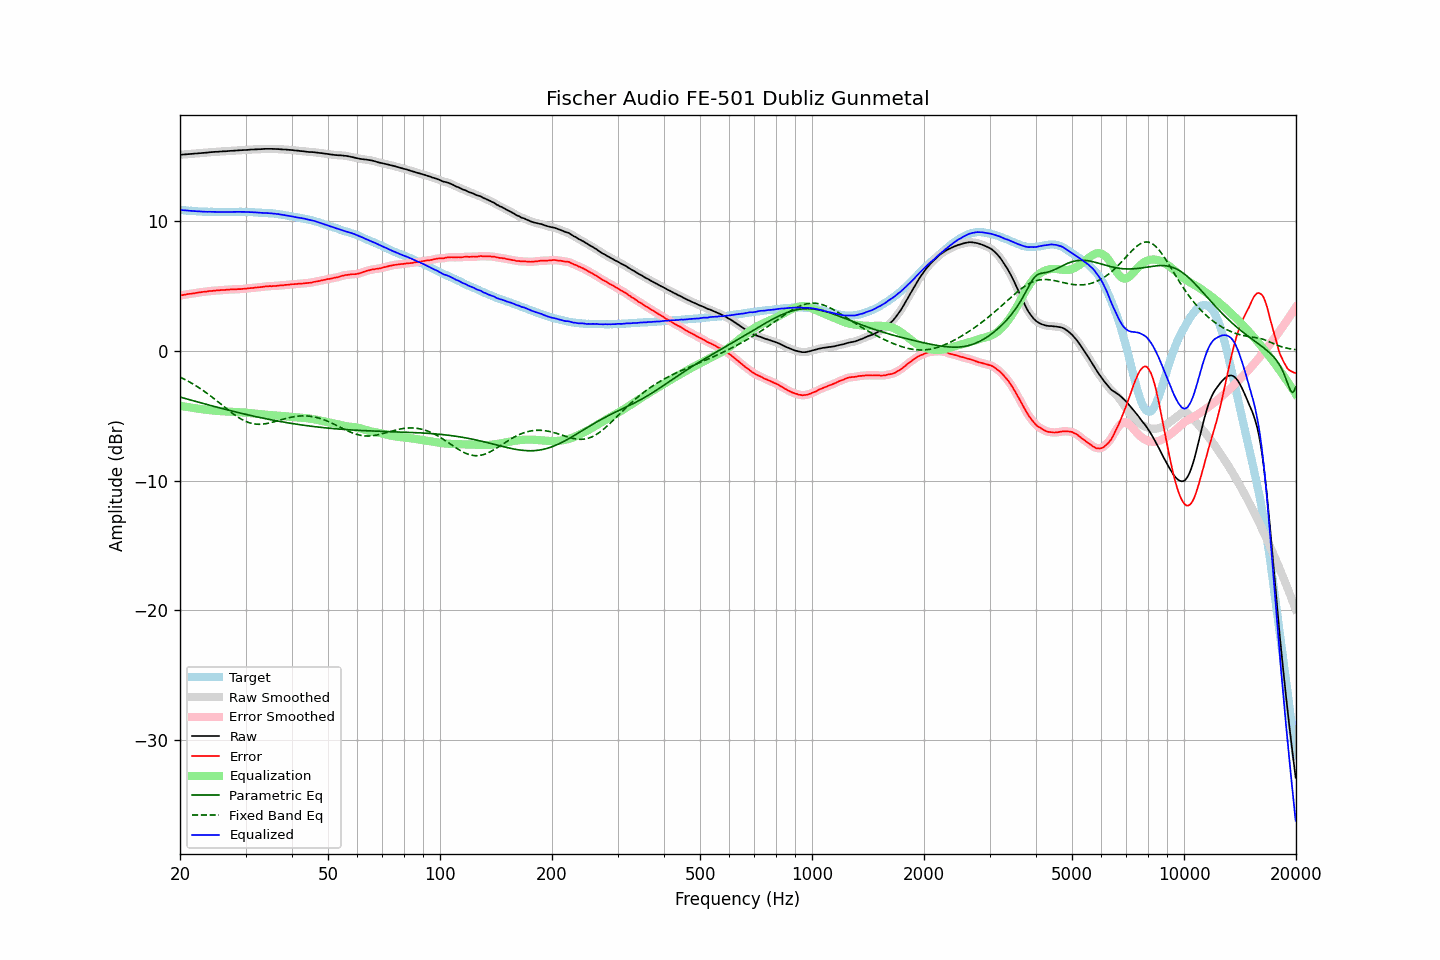 Fischer Audio FE-501 Dubliz Gunmetal
Amplitude (dBr)
10
0
−10
−20
−30
Target
Raw Smoothed
Error Smoothed
Raw
Error
Equalization
Parametric Eq
Fixed Band Eq
Equalized
20 50 100 200 500 1000 2000 5000 10000 20000
Frequency (Hz)